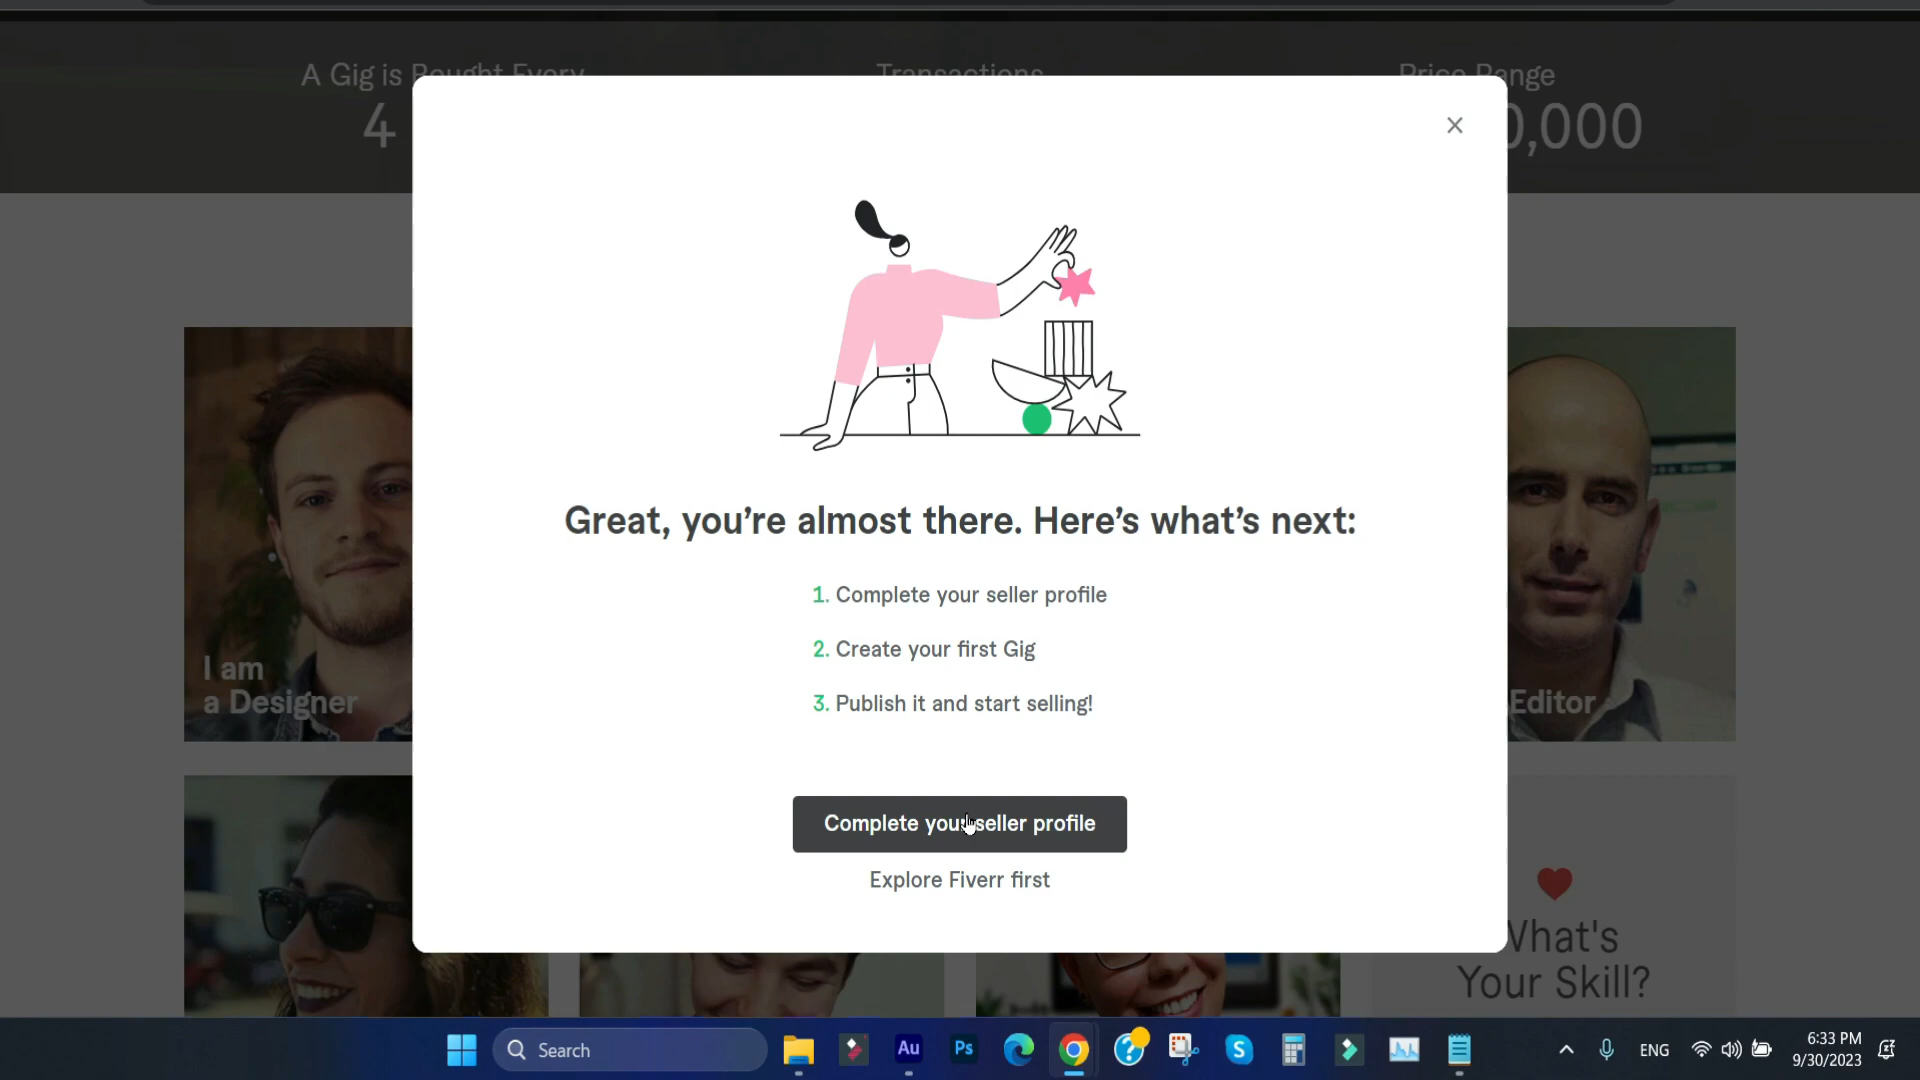 A Gig is Bought Every
Transactions
Price Range
4
0,000
Great, you're almost there. Here's what's next:
1. Complete your seller profile
2. Create your first Gig
3. Publish it and start selling!
I am
a Designer
Editor
Complete your seller profile
Explore Fiverr first
What's
Your Skill?
Search
Au
Ps
ENG
6:33 PM
9/30/2023